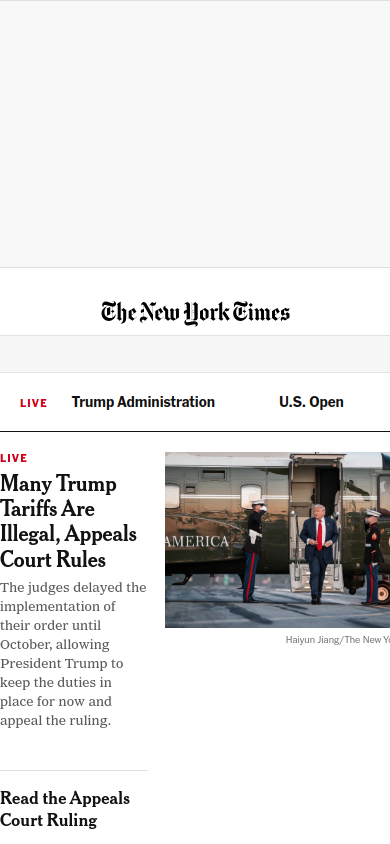 The New York Times
LIVE Trump Administration U.S. Open
LIVE
Many Trump
Tariffs Are
Illegal, Appeals
Court Rules
The judges delayed the
implementation of
their order until
October, allowing
President Trump to
keep the duties in
place for now and
appeal the ruling.
AMERICA
Haiyun Jiang/The New Yo
Read the Appeals
Court Ruling